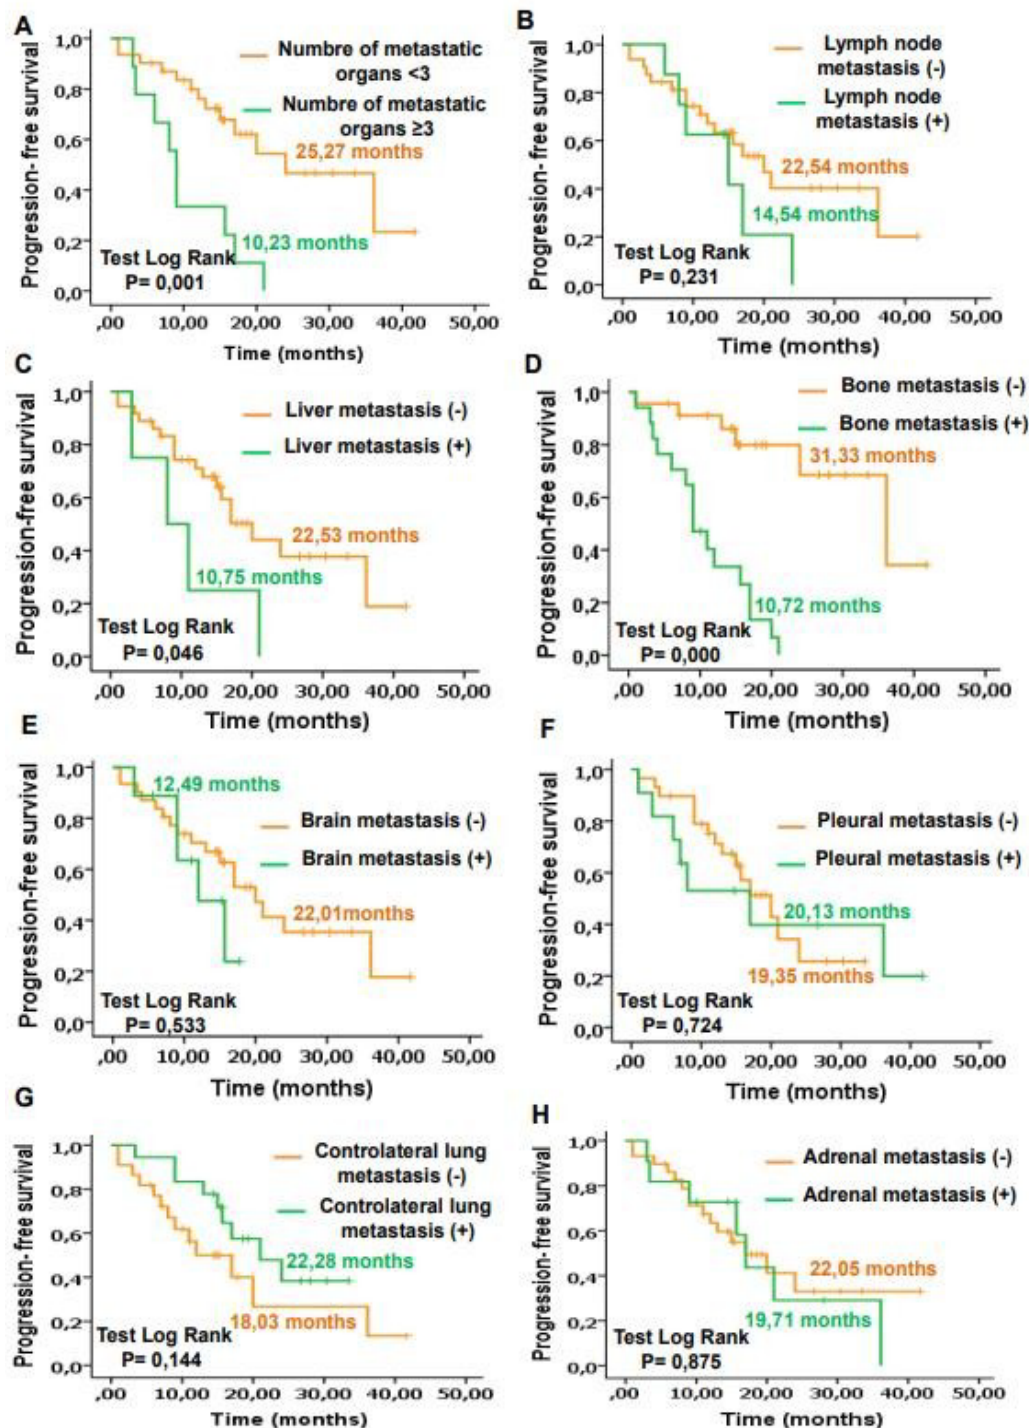 A
Progression- free survival
1,0
0,8
0,6
0,4
0,2
0,0
Numbre of metastatic
organs <3
Numbre of metastatic
organs ≥3
25,27 months
10,23 months
Test Log Rank
P= 0,001
,00 10,00 20,00 30,00 40,00 50,00
Time (months)
B
Progression- free survival
1,0
0,8
0,6
0,4
0,2
0,0
Lymph node
metastasis (-)
Lymph node
metastasis (+)
22,54 months
14,54 months
Test Log Rank
P= 0,231
,00 10,00 20,00 30,00 40,00 50,00
Time (months)
C
Progression-free survival
1,0
0,8
0,6
0,4
0,2
0,0
Liver metastasis (-)
Liver metastasis (+)
22,53 months
10,75 months
Test Log Rank
P= 0,046
,00 10,00 20,00 30,00 40,00 50,00
Time (months)
D
Progression-free survival
1,0
0,8
0,6
0,4
0,2
0,0
Bone metastasis (-)
Bone metastasis (+)
31,33 months
10,72 months
Test Log Rank
P= 0,000
,00 10,00 20,00 30,00 40,00 50,00
Time (months)
E
Progression-free survival
1,0
0,8
0,6
0,4
0,2
0,0
12,49 months
Brain metastasis (-)
Brain metastasis (+)
22,01months
Test Log Rank
P= 0,533
,00 10,00 20,00 30,00 40,00 50,00
Time (months)
F
Progression-free survival
1,0
0,8
0,6
0,4
0,2
0,0
Pleural metastasis (-)
Pleural metastasis (+)
20,13 months
19,35 months
Test Log Rank
P= 0,724
,00 10,00 20,00 30,00 40,00 50,00
Time (months)
G
Progression- free survival
1,0
0,8
0,6
0,4
0,2
0,0
Controlateral lung
metastasis (-)
Controlateral lung
metastasis (+)
22,28 months
18,03 months
Test Log Rank
P= 0,144
,00 10,00 20,00 30,00 40,00 50,00
Time (months)
H
Progression- free survival
1,0
0,8
0,6
0,4
0,2
0,0
Adrenal metastasis (-)
Adrenal metastasis (+)
22,05 months
19,71 months
Test Log Rank
P= 0,875
,00 10,00 20,00 30,00 40,00 50,00
Time (months)